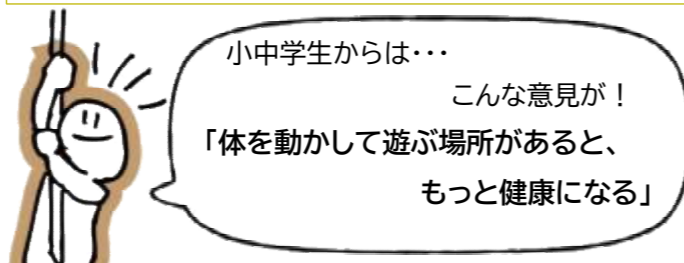 小中学生からは・・・
こんな意見が！
「体を動かして遊ぶ場所があると、
もっと健康になる」